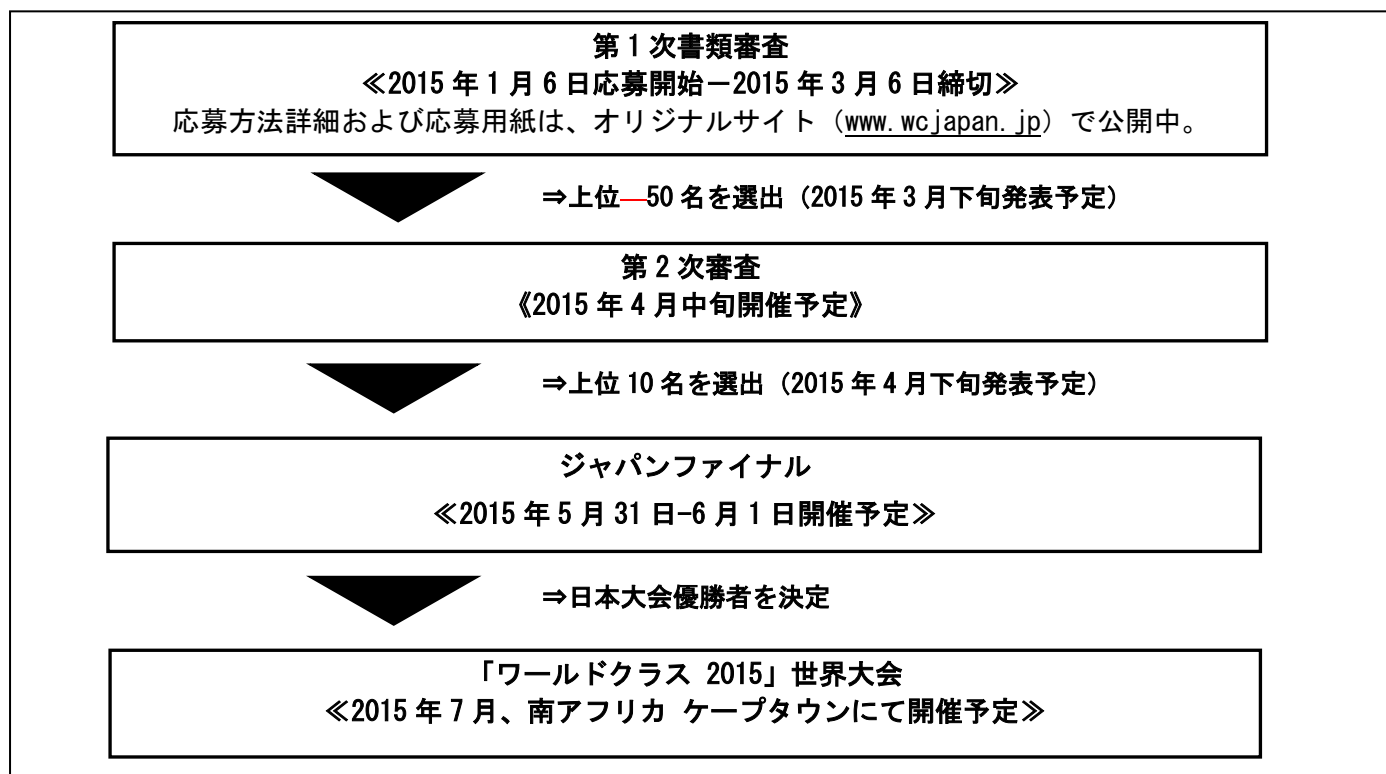 第1次書類審査
≪2015年1月6日応募開始－2015年3月6日締切≫
応募方法詳細および応募用紙は、オリジナルサイト（www.wcjapan.jp）で公開中。
⇒上位―50名を選出（2015年3月下旬発表予定）
第2次審査
《2015年4月中旬開催予定》
⇒上位10名を選出（2015年4月下旬発表予定）
ジャパンファイナル
≪2015年5月31日-6月1日開催予定≫
⇒日本大会優勝者を決定
「ワールドクラス 2015」世界大会
≪2015年7月、南アフリカ ケープタウンにて開催予定≫